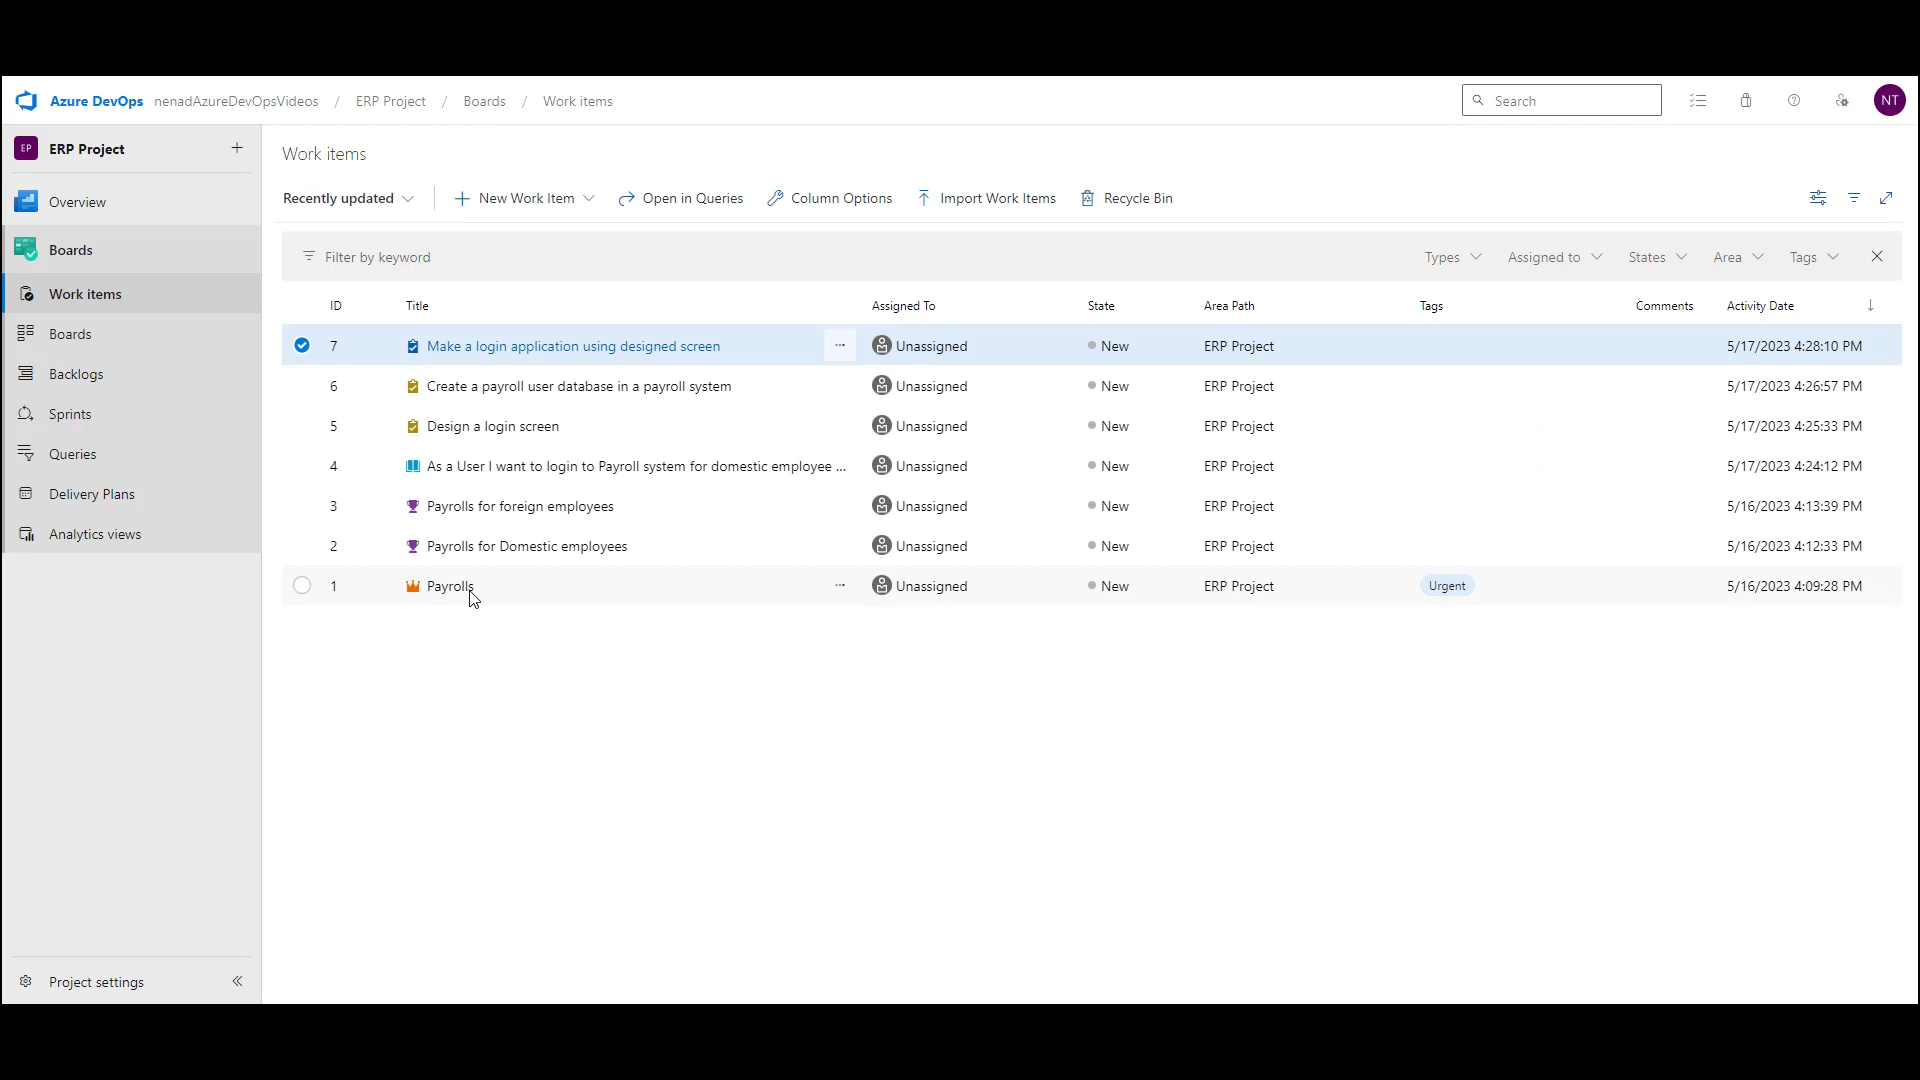 Azure DevOps nenadAzureDevOpsVideos / ERP Project / Boards / Work items Search NT
EP ERP Project +
Overview
Boards
Work items
Boards
Backlogs
Sprints
Queries
Delivery Plans
Analytics views
Project settings
Work items
Recently updated New Work Item Open in Queries Column Options Import Work Items Recycle Bin
Filter by keyword Types Assigned to States Area Tags
ID Title Assigned To State Area Path Tags Comments Activity Date
7 Make a login application using designed screen ... Unassigned New ERP Project 5/17/2023 4:28:10 PM
6 Create a payroll user database in a payroll system Unassigned New ERP Project 5/17/2023 4:26:57 PM
5 Design a login screen Unassigned New ERP Project 5/17/2023 4:25:33 PM
4 As a User I want to login to Payroll system for domestic employee ... Unassigned New ERP Project 5/17/2023 4:24:12 PM
3 Payrolls for foreign employees Unassigned New ERP Project 5/16/2023 4:13:39 PM
2 Payrolls for Domestic employees Unassigned New ERP Project 5/16/2023 4:12:33 PM
1 Payrolls ... Unassigned New ERP Project Urgent 5/16/2023 4:09:28 PM